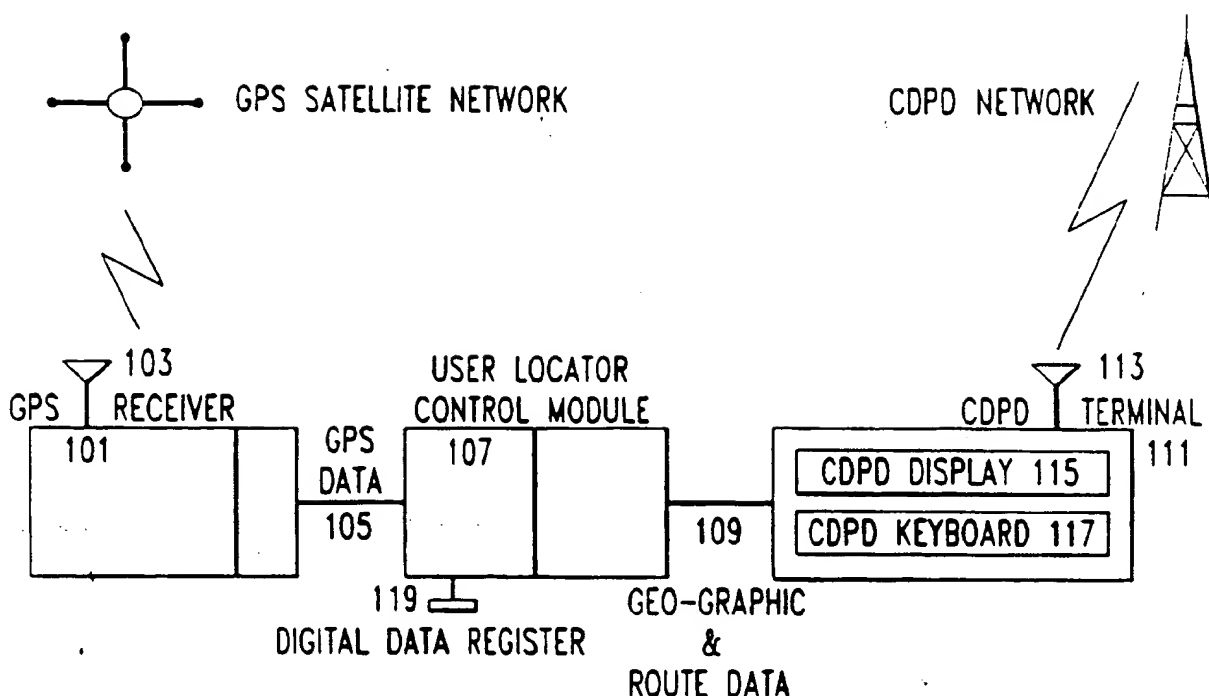 GPS SATELLITE NETWORK
CDPD NETWORK
103
GPS RECEIVER
101
GPS
DATA
105
USER LOCATOR
CONTROL MODULE
107
119
DIGITAL DATA REGISTER
109
GEO-GRAPHIC
&
ROUTE DATA
113
CDPD TERMINAL
111
CDPD DISPLAY 115
CDPD KEYBOARD 117